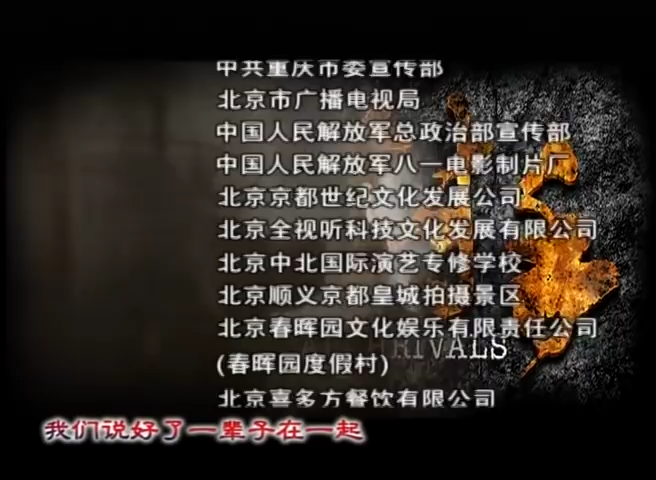 中共重庆市委宣传部
北京市广播电视局
中国人民解放军总政治部宣传部
中国人民解放军八一电影制片厂
北京京都世纪文化发展公司
北京全视听科技文化发展有限公司
北京中北国际演艺专修学校
北京顺义京都皇城拍摄景区
北京春晖园文化娱乐有限责任公司
RIVALS
(春晖园度假村)
北京喜多方餐饮有限公司
我们说好了一辈子在一起